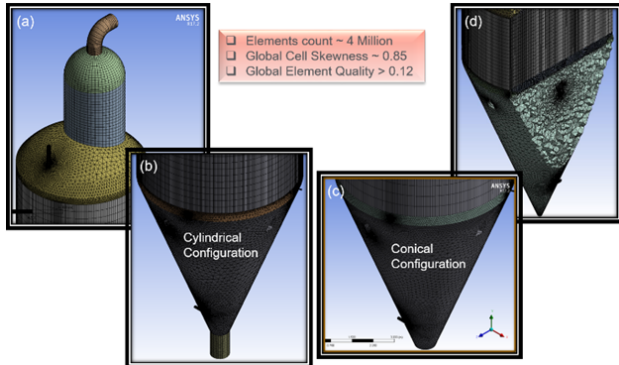 (a)
ANSYS
❑ Elements count ~ 4 Million
❑ Global Cell Skewness ~ 0.85
❑ Global Element Quality > 0.12
(d)
(b)
Cylindrical
Configuration
(c)
ANSYS
Conical
Configuration